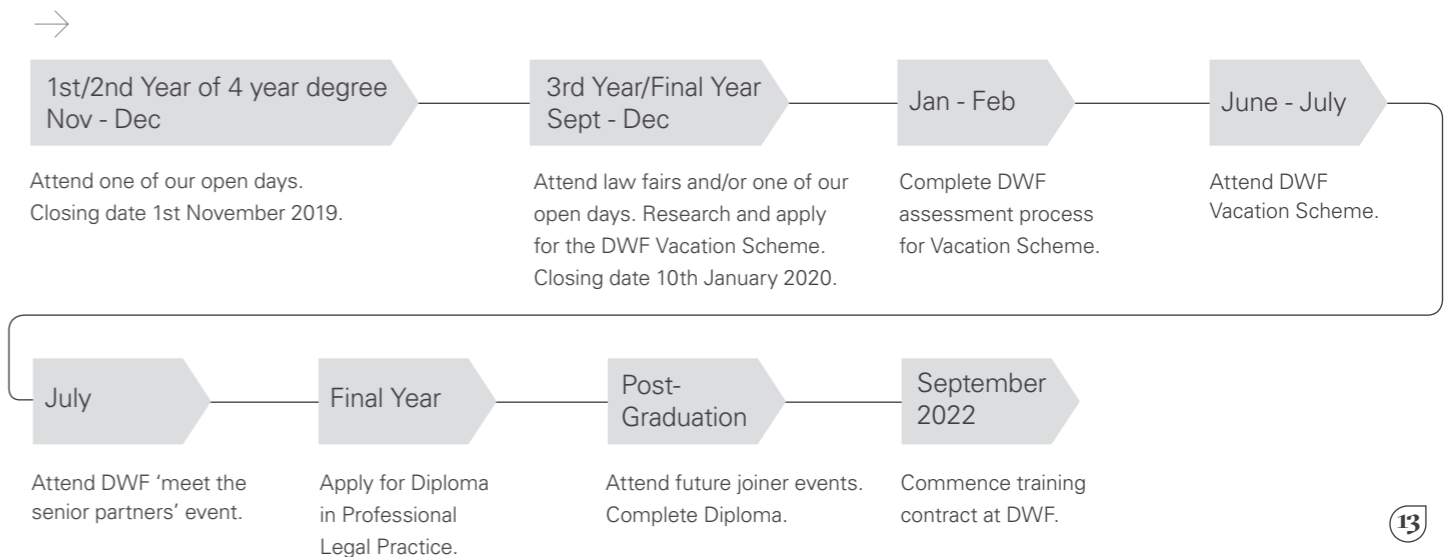 1st/2nd Year of 4 year degree
Nov - Dec
Attend one of our open days.
Closing date 1st November 2019.
3rd Year/Final Year
Sept - Dec
Attend law fairs and/or one of our
open days. Research and apply
for the DWF Vacation Scheme.
Closing date 10th January 2020.
Jan - Feb
Complete DWF
assessment process
for Vacation Scheme.
June - July
Attend DWF
Vacation Scheme.
July
Attend DWF ‘meet the
senior partners’ event.
Final Year
Apply for Diploma
in Professional
Legal Practice.
Post-
Graduation
Attend future joiner events.
Complete Diploma.
September
2022
Commence training
contract at DWF.
13